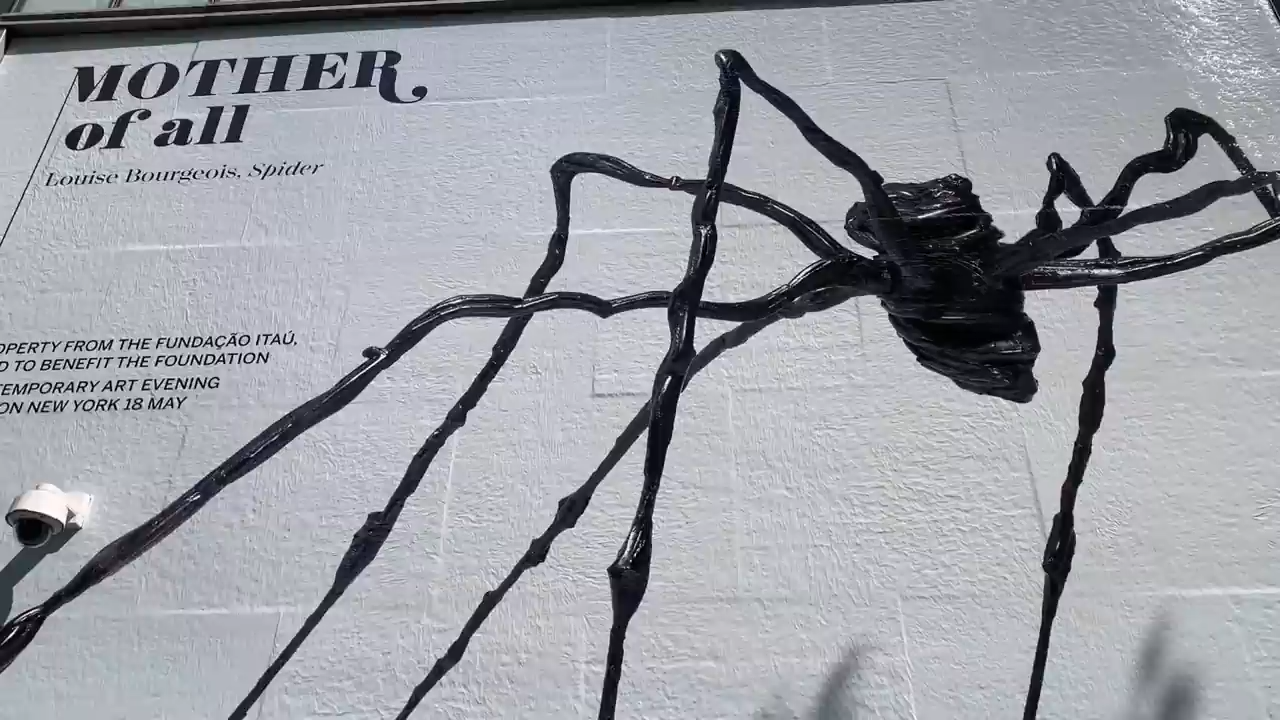 MOTHER
of all
Louise Bourgeois, Spider
OPERTY FROM THE FUNDAÇÃO ITAÚ,
D TO BENEFIT THE FOUNDATION
TEMPORARY ART EVENING
ON NEW YORK 18 MAY